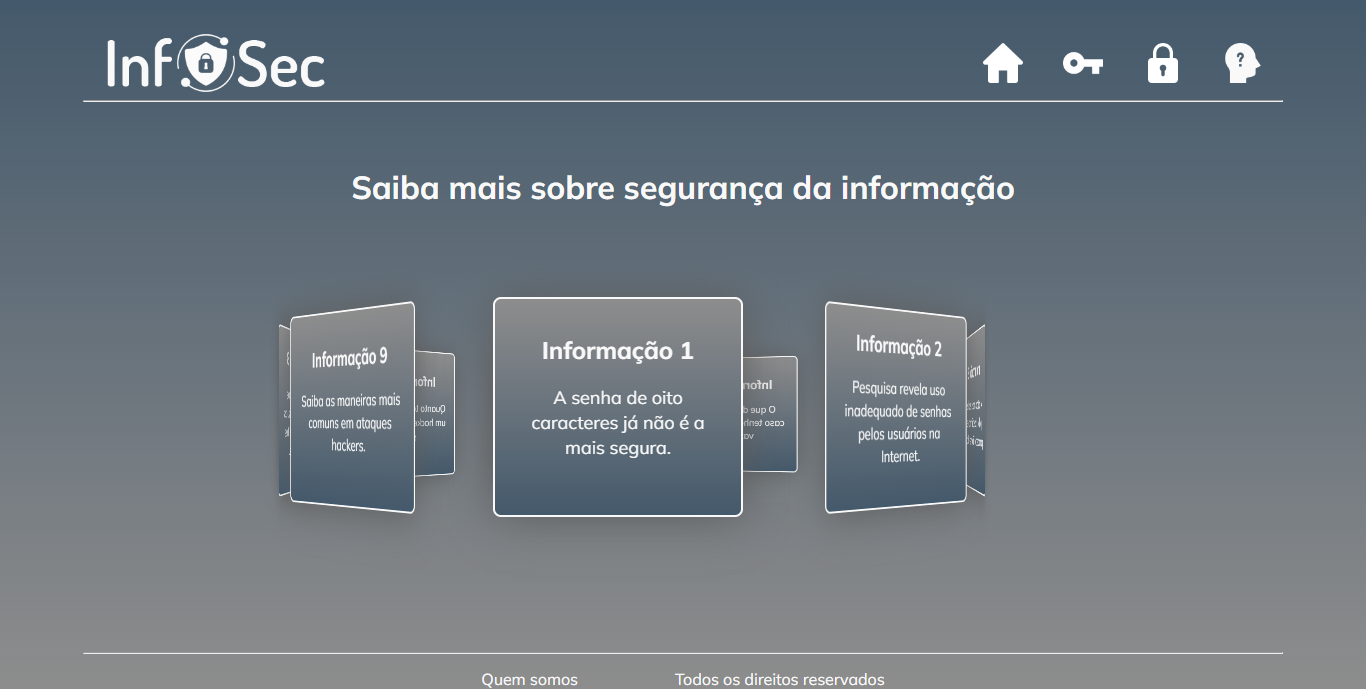 InfoSec
?
Saiba mais sobre segurança da informação
Informação 9
Saiba as maneiras mais
comuns em ataques
hackers.
Informação 1
A senha de oito
caracteres já não é a
mais segura.
Informação 2
Pesquisa revela uso
inadequado de senhas
pelos usuários na
Internet.
Quem somos
Todos os direitos reservados